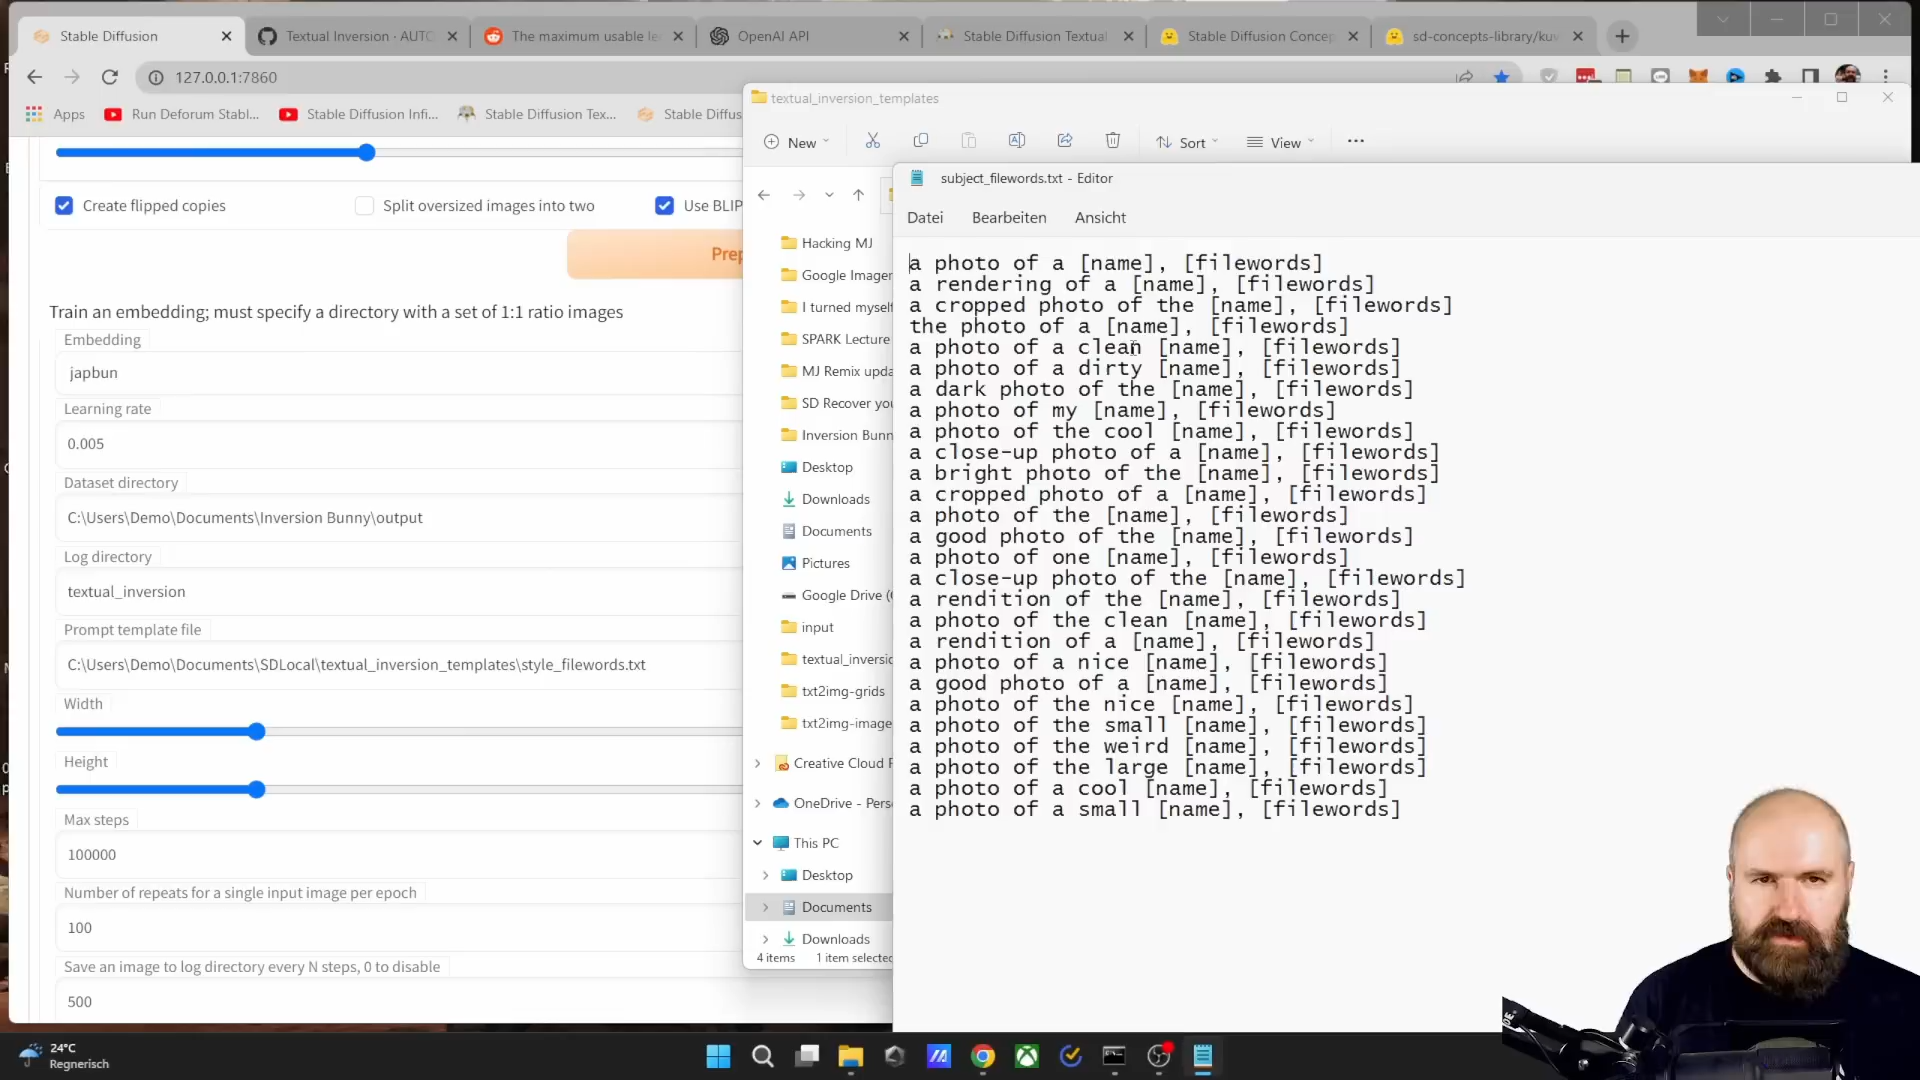 Stable Diffusion
Textual Inversion · AUTO
The maximum usable le
OpenAI API
Stable Diffusion Textual
Stable Diffusion Concep
sd-concepts-library/kuv
127.0.0.1:7860
Apps
Run Deforum Stabl...
Stable Diffusion Infi...
Stable Diffusion Tex...
Stable Diffus
textual_inversion_templates
New
Sort
View
Create flipped copies
Split oversized images into two
Use BLIP
Prep
Train an embedding; must specify a directory with a set of 1:1 ratio images
Embedding
japbun
Learning rate
0.005
Dataset directory
C:\Users\Demo\Documents\Inversion Bunny\output
Log directory
textual_inversion
Prompt template file
C:\Users\Demo\Documents\SDLocal\textual_inversion_templates\style_filewords.txt
Width
Height
Max steps
100000
Number of repeats for a single input image per epoch
100
Save an image to log directory every N steps, 0 to disable
500
Hacking MJ
Google Imagen
I turned myself
SPARK Lecture
MJ Remix upda
SD Recover you
Inversion Bunn
Desktop
Downloads
Documents
Pictures
Google Drive (
input
textual_inversio
txt2img-grids
txt2img-image
Creative Cloud F
OneDrive - Pers
This PC
Desktop
Documents
Downloads
4 items
1 item selected
subject_filewords.txt - Editor
Datei
Bearbeiten
Ansicht
a photo of a [name], [filewords]
a rendering of a [name], [filewords]
a cropped photo of the [name], [filewords]
the photo of a [name], [filewords]
a photo of a clean [name], [filewords]
a photo of a dirty [name], [filewords]
a dark photo of the [name], [filewords]
a photo of my [name], [filewords]
a photo of the cool [name], [filewords]
a close-up photo of a [name], [filewords]
a bright photo of the [name], [filewords]
a cropped photo of a [name], [filewords]
a photo of the [name], [filewords]
a good photo of the [name], [filewords]
a photo of one [name], [filewords]
a close-up photo of the [name], [filewords]
a rendition of the [name], [filewords]
a photo of the clean [name], [filewords]
a rendition of a [name], [filewords]
a photo of a nice [name], [filewords]
a good photo of a [name], [filewords]
a photo of the nice [name], [filewords]
a photo of the small [name], [filewords]
a photo of the weird [name], [filewords]
a photo of the large [name], [filewords]
a photo of a cool [name], [filewords]
a photo of a small [name], [filewords]
24°C
Regnerisch